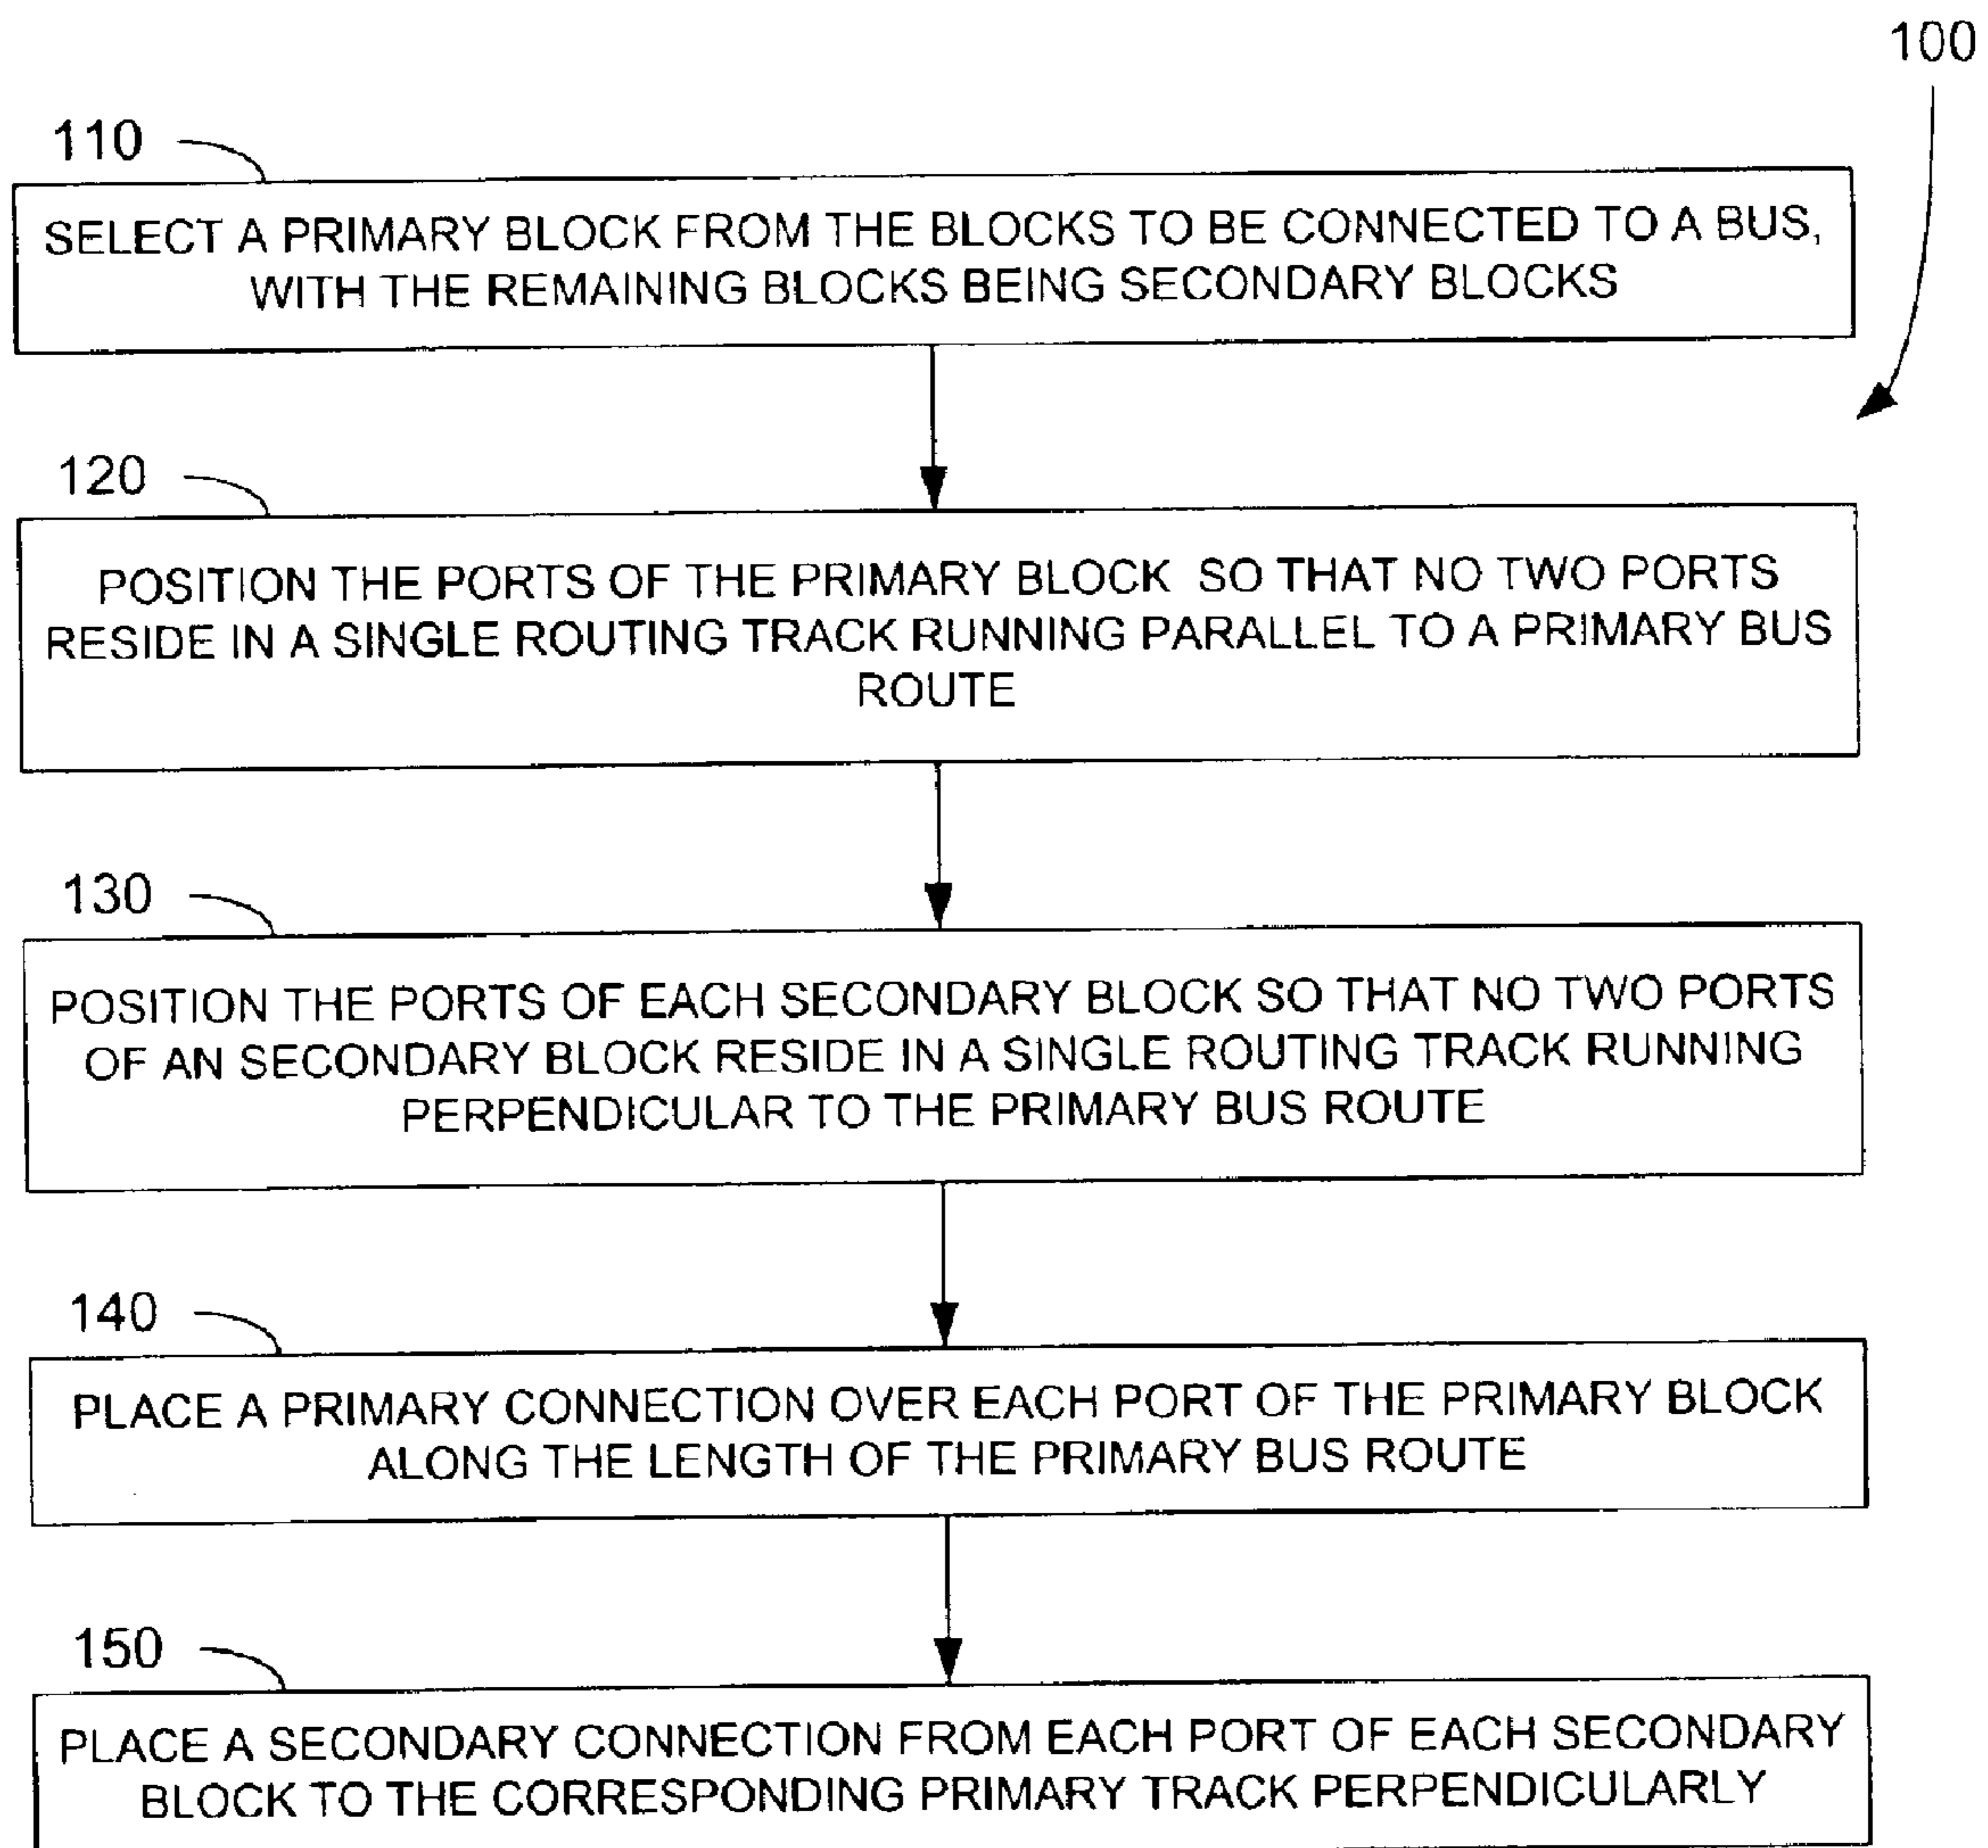 100
110
SELECT A PRIMARY BLOCK FROM THE BLOCKS TO BE CONNECTED TO A BUS,
WITH THE REMAINING BLOCKS BEING SECONDARY BLOCKS
120
POSITION THE PORTS OF THE PRIMARY BLOCK SO THAT NO TWO PORTS
RESIDE IN A SINGLE ROUTING TRACK RUNNING PARALLEL TO A PRIMARY BUS
ROUTE
130
POSITION THE PORTS OF EACH SECONDARY BLOCK SO THAT NO TWO PORTS
OF AN SECONDARY BLOCK RESIDE IN A SINGLE ROUTING TRACK RUNNING
PERPENDICULAR TO THE PRIMARY BUS ROUTE
140
PLACE A PRIMARY CONNECTION OVER EACH PORT OF THE PRIMARY BLOCK
ALONG THE LENGTH OF THE PRIMARY BUS ROUTE
150
PLACE A SECONDARY CONNECTION FROM EACH PORT OF EACH SECONDARY
BLOCK TO THE CORRESPONDING PRIMARY TRACK PERPENDICULARLY